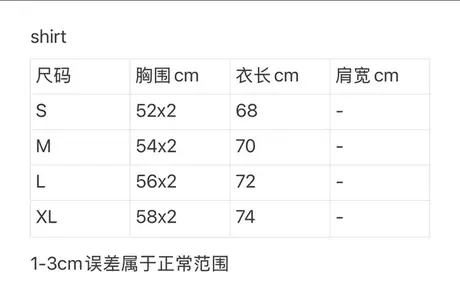 shirt
尺码 胸围cm 衣长cm 肩宽cm
S 52x2 68 -
M 54x2 70 -
L 56x2 72 -
XL 58x2 74 -
1-3cm误差属于正常范围